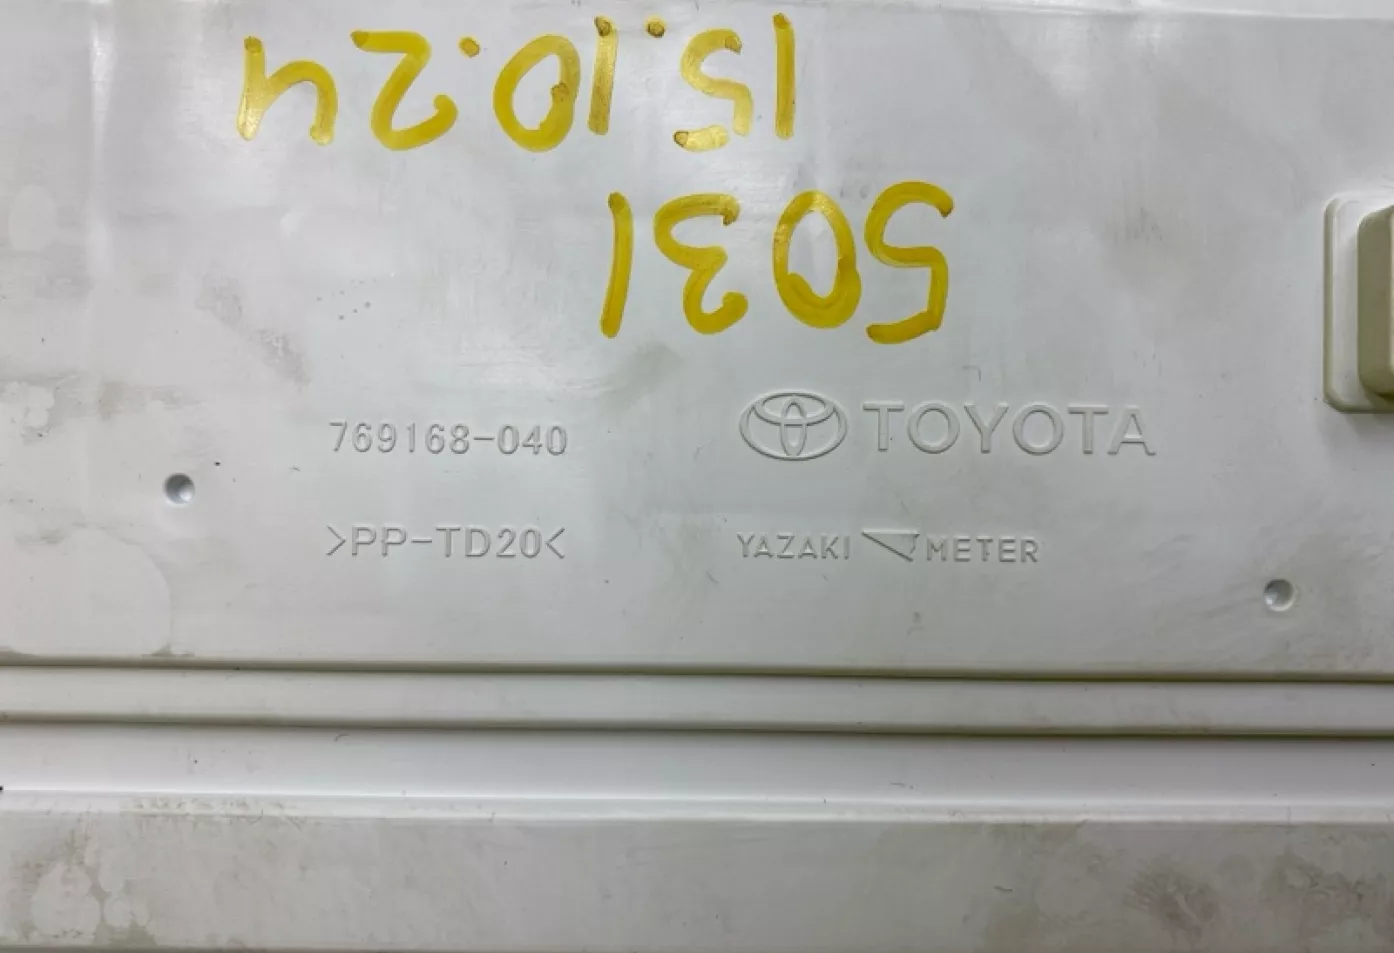 5031
15.10.24
769168-040
TOYOTA
>PP-TD20<
YAZAKI METER